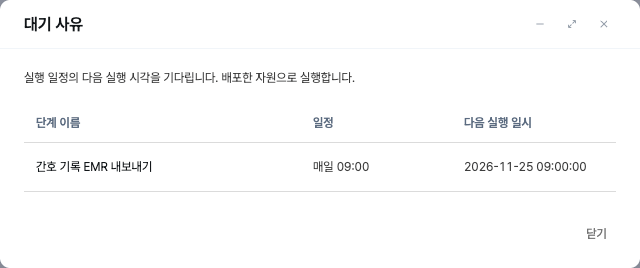 대기 사유
실행 일정의 다음 실행 시각을 기다립니다. 배포한 자원으로 실행합니다.
단계 이름 일정 다음 실행 일시
간호 기록 EMR 내보내기 매일 09:00 2026-11-25 09:00:00
닫기